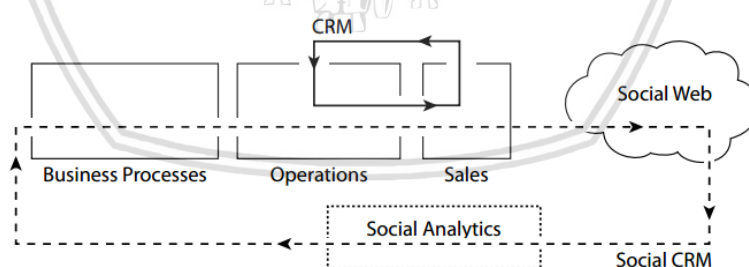 CRM
Social Web
Business Processes
Operations
Sales
Social Analytics
Social CRM